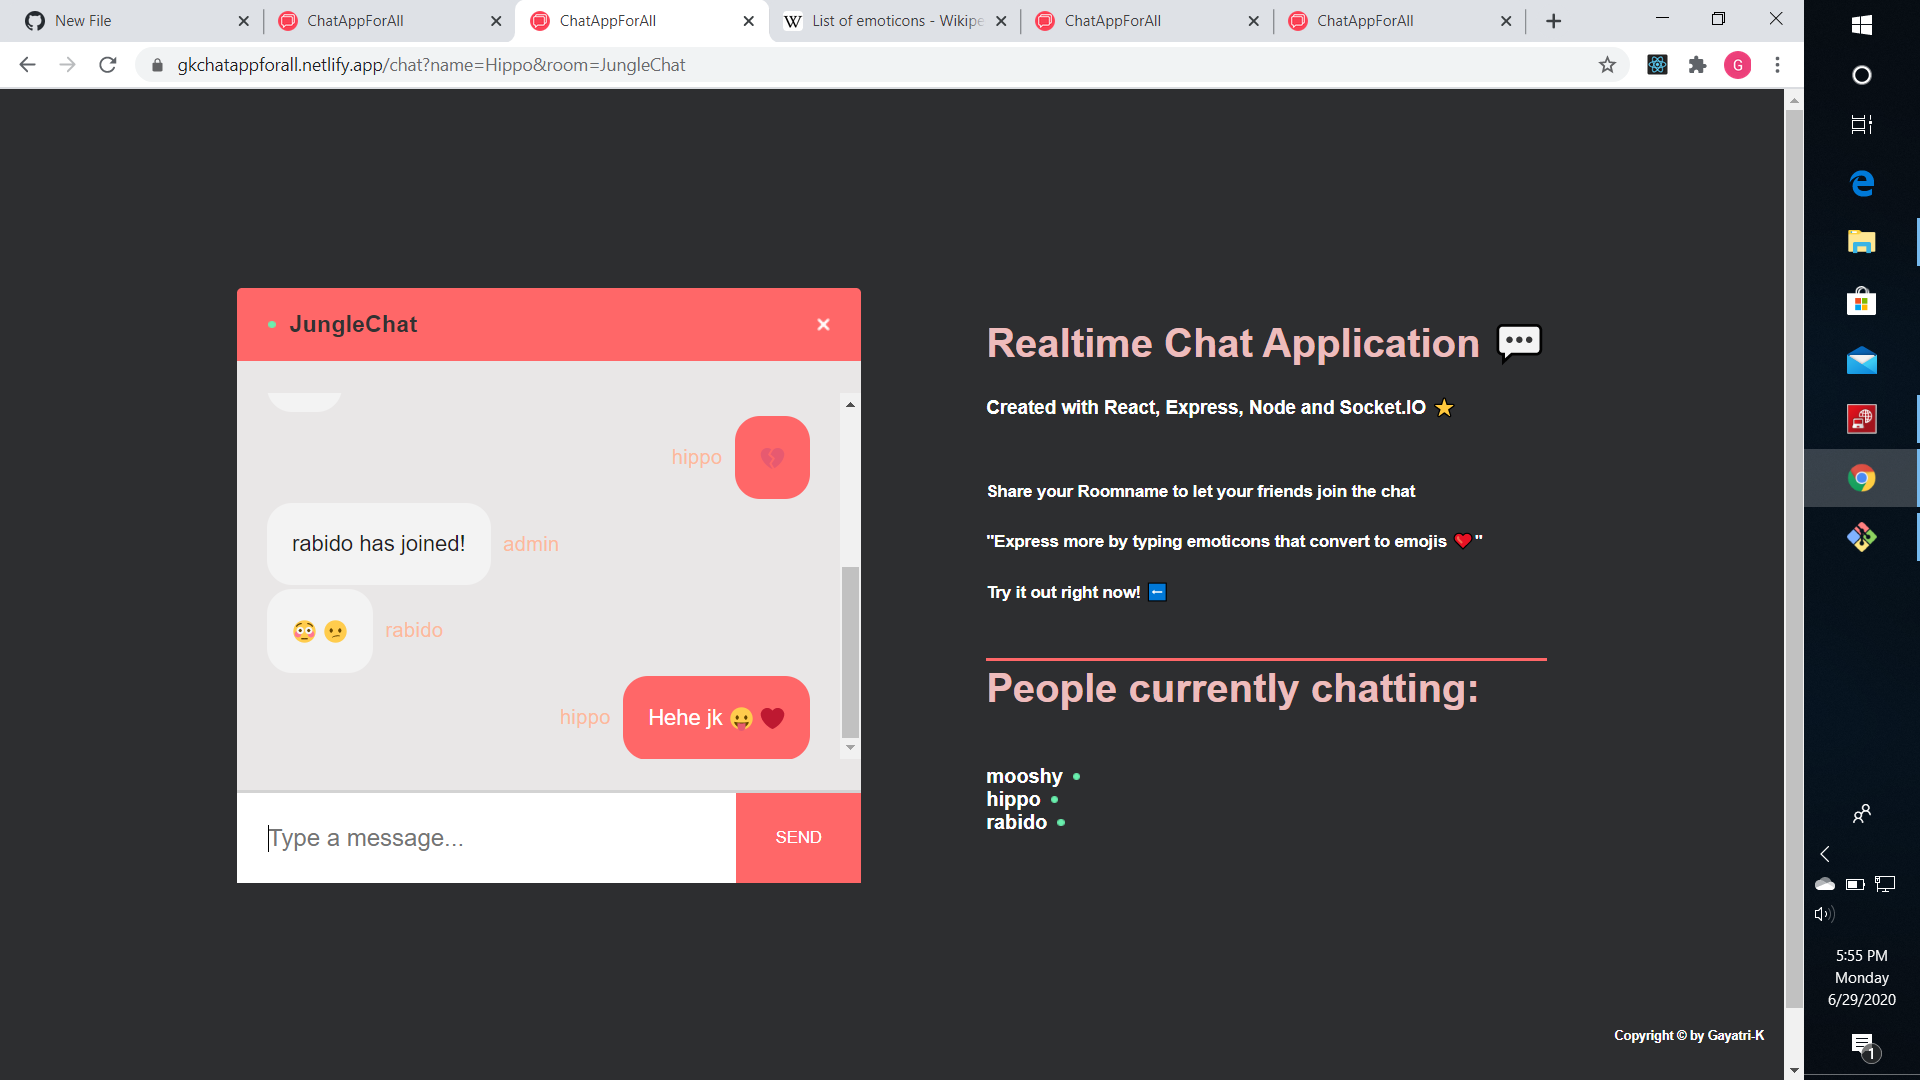 New File
ChatAppForAll
ChatAppForAll
List of emoticons - Wikipe
ChatAppForAll
ChatAppForAll
gkchatappforall.netlify.app/chat?name=Hippo&room=JungleChat
G
JungleChat
hippo 💔
rabido has joined! admin
😳 😕 rabido
hippo Hehe jk 😛 ❤️
Type a message...
SEND
Realtime Chat Application 💬
Created with React, Express, Node and Socket.IO ⭐
Share your Roomname to let your friends join the chat
"Express more by typing emoticons that convert to emojis ❤️"
Try it out right now! ⬅️
People currently chatting:
mooshy
hippo
rabido
Copyright © by Gayatri-K
5:55 PM
Monday
6/29/2020
1